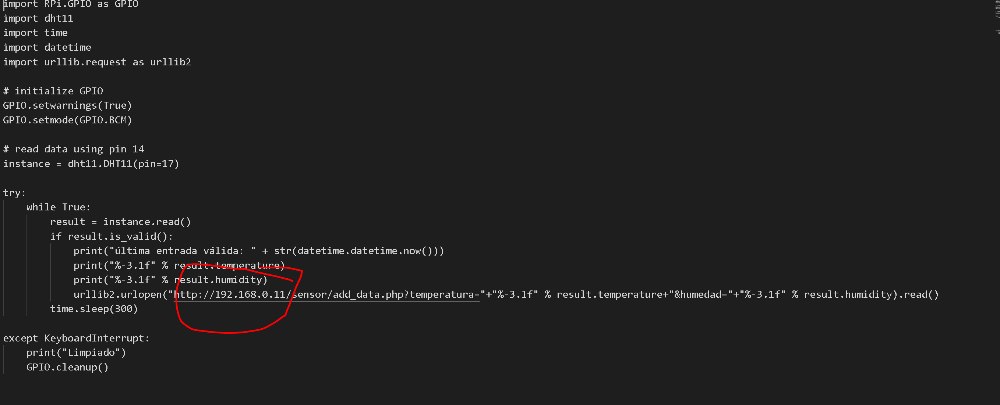 import RPi.GPIO as GPIO
import dht11
import time
import datetime
import urllib.request as urllib2
# initialize GPIO
GPIO.setwarnings(True)
GPIO.setmode(GPIO.BCM)
# read data using pin 14
instance = dht11.DHT11(pin=17)
try:
    while True:
        result = instance.read()
        if result.is_valid():
            print("última entrada válida: " + str(datetime.datetime.now()))
            print("%-3.1f" % result.temperature)
            print("%-3.1f" % result.humidity)
            urllib2.urlopen("http://192.168.0.11/sensor/add_data.php?temperatura="+"%-3.1f" % result.temperature+"&humedad="+"%-3.1f" % result.humidity).read()
        time.sleep(300)
except KeyboardInterrupt:
    print("Limpiado")
    GPIO.cleanup()